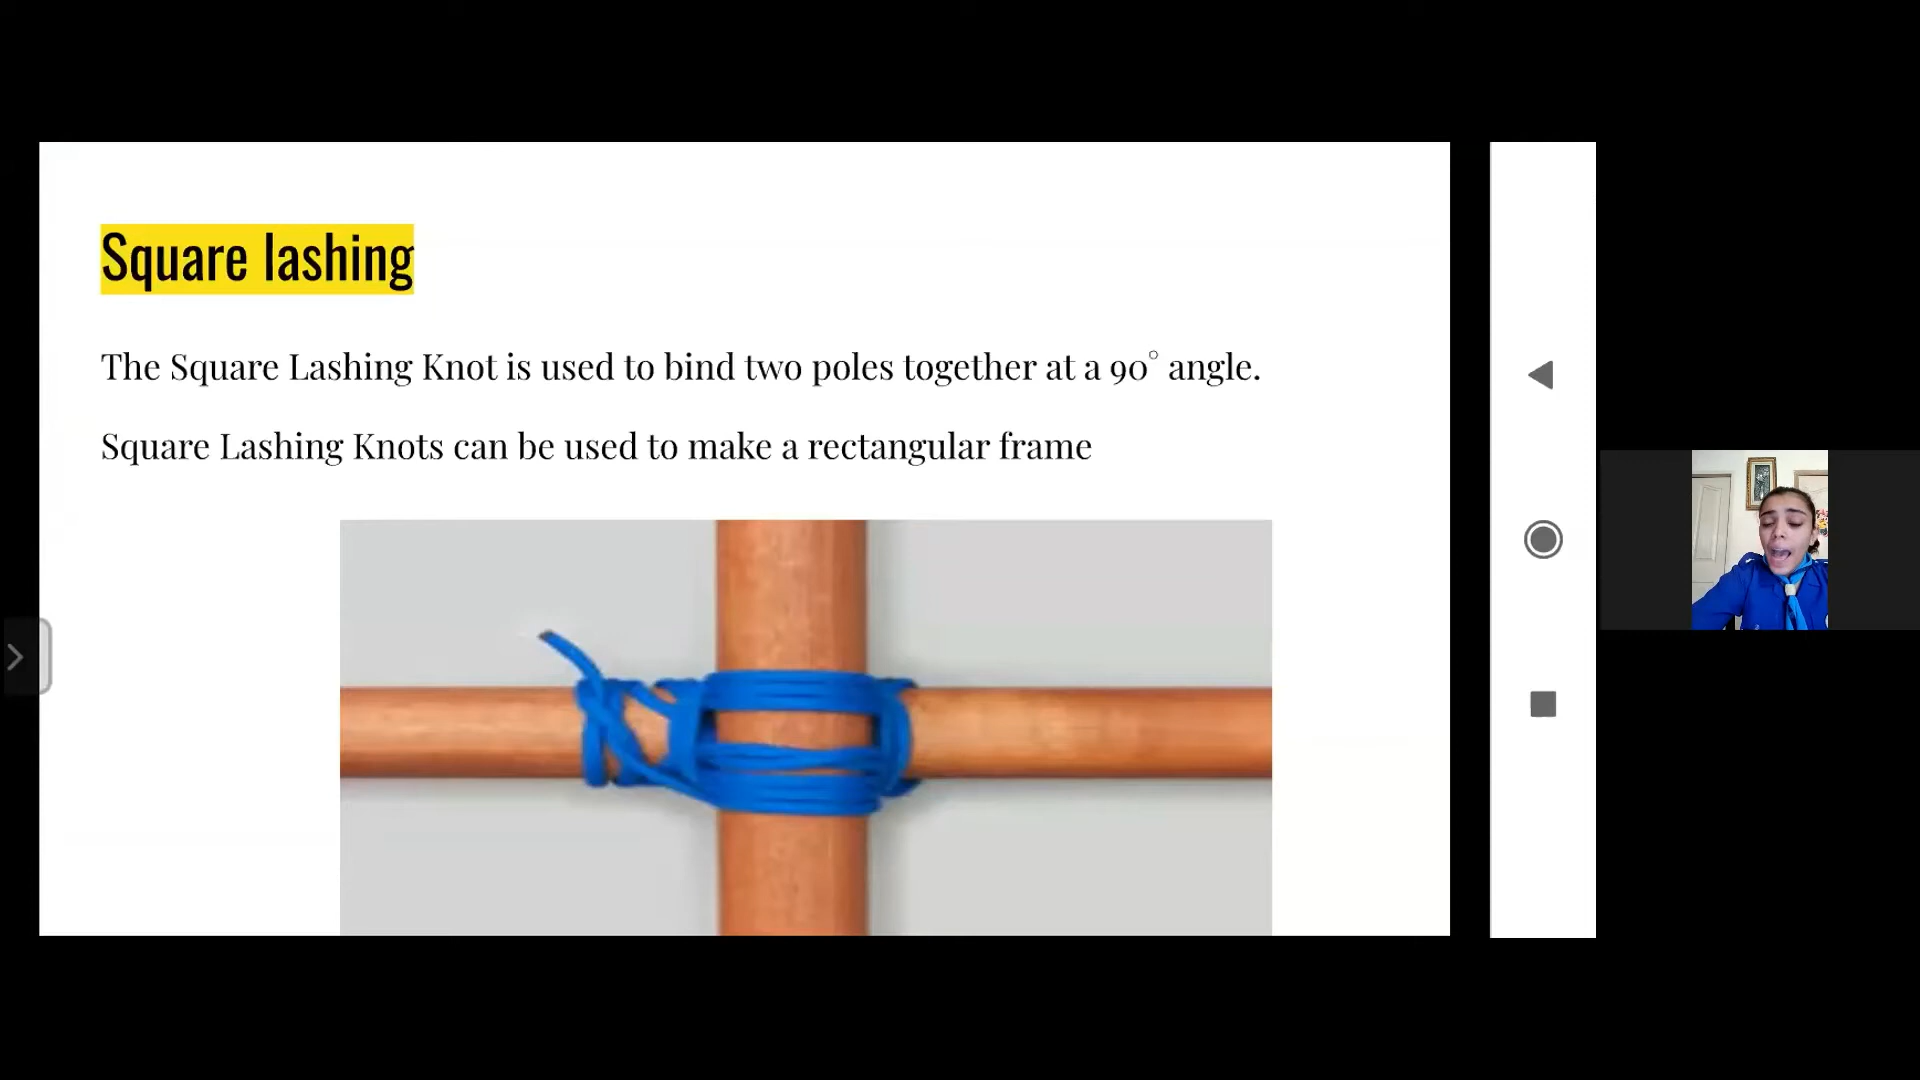 Square lashing
The Square Lashing Knot is used to bind two poles together at a 90° angle.
Square Lashing Knots can be used to make a rectangular frame